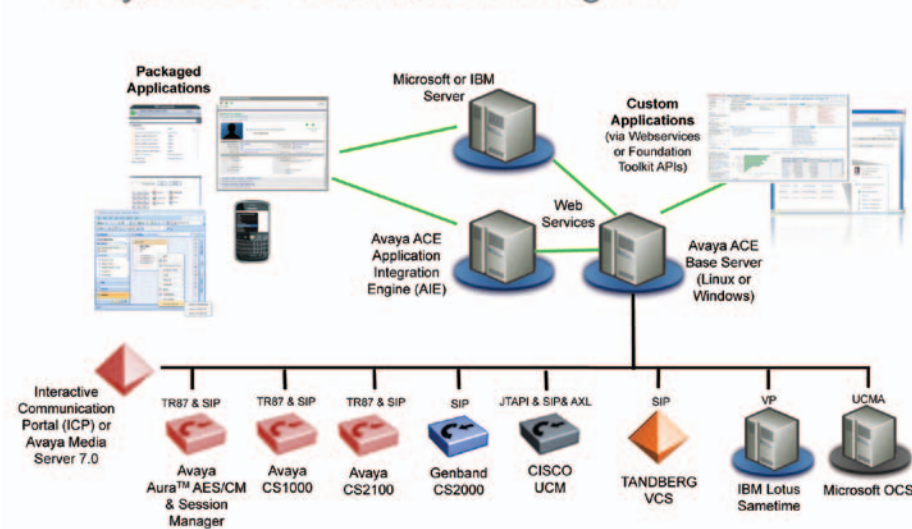 Packaged
Applications
Microsoft or IBM
Server
Custom
Applications
(via Webservices
or Foundation
Toolkit APIs)
Web
Services
Avaya ACE
Application
Integration
Engine (AIE)
Avaya ACE
Base Server
(Linux or
Windows)
Interactive
Communication
Portal (ICP) or
Avaya Media
Server 7.0
TR87 & SIP
TR87 & SIP
TR87 & SIP
SIP
JTAPI & SIP& AXL
SIP
VP
UCMA
Avaya
Aura™ AES/CM
& Session
Manager
Avaya
CS1000
Avaya
CS2100
Genband
CS2000
CISCO
UCM
TANDBERG
VCS
IBM Lotus
Sametime
Microsoft OCS